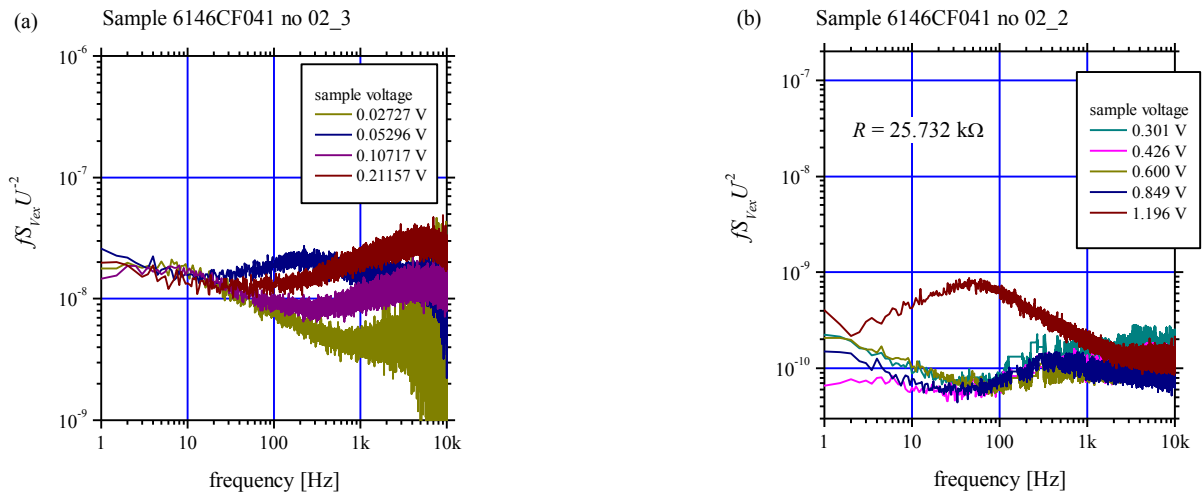 (a)
Sample 6146CF041 no 02_3
10⁻⁶
10⁻⁷
10⁻⁸
10⁻⁹
fS_Vex U⁻²
sample voltage
0.02727 V
0.05296 V
0.10717 V
0.21157 V
1 10 100 1k 10k
frequency [Hz]
(b)
Sample 6146CF041 no 02_2
10⁻⁷
10⁻⁸
10⁻⁹
10⁻¹⁰
fS_Vex U⁻²
R = 25.732 kΩ
sample voltage
0.301 V
0.426 V
0.600 V
0.849 V
1.196 V
1 10 100 1k 10k
frequency [Hz]